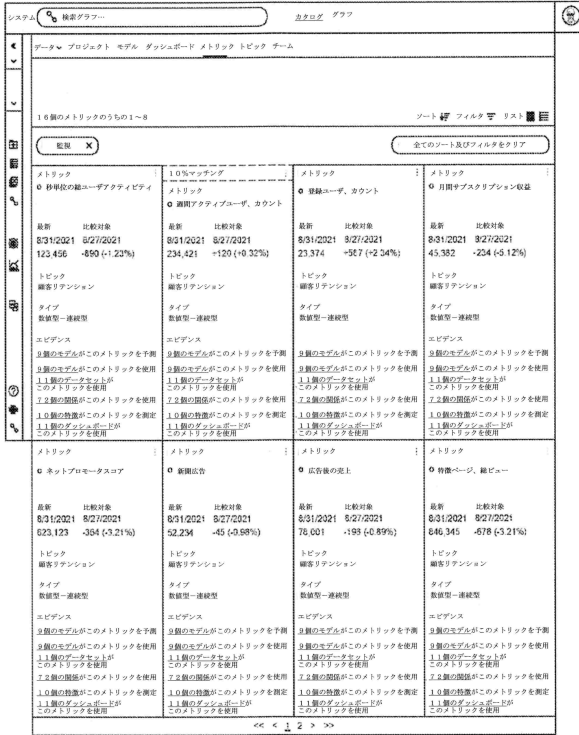 システム 検索グラフ… カタログ グラフ
データ プロジェクト モデル ダッシュボード メトリック トピック チーム
16個のメトリックのうちの1～8 ソート フィルタ リスト
監視 X 全てのソート及びフィルタをクリア
メトリック
秒単位の総ユーザアクティビティ
最新 比較対象
8/31/2021 8/27/2021
123,456 -890 (-1.23%)
トピック
顧客リテンション
タイプ
数値型－連続型
エビデンス
9個のモデルがこのメトリックを予測
9個のモデルがこのメトリックを使用
11個のデータセットが
このメトリックを使用
72個の関係がこのメトリックを使用
10個の特徴がこのメトリックを測定
11個のダッシュボードが
このメトリックを使用
10%マッチング
メトリック
週間アクティブユーザ、カウント
最新 比較対象
8/31/2021 8/27/2021
234,421 +120 (+0.32%)
トピック
顧客リテンション
タイプ
数値型－連続型
エビデンス
9個のモデルがこのメトリックを予測
9個のモデルがこのメトリックを使用
11個のデータセットが
このメトリックを使用
72個の関係がこのメトリックを使用
10個の特徴がこのメトリックを測定
11個のダッシュボードが
このメトリックを使用
メトリック
登録ユーザ、カウント
最新 比較対象
8/31/2021 8/27/2021
23,374 +587 (+2.34%)
トピック
顧客リテンション
タイプ
数値型－連続型
エビデンス
9個のモデルがこのメトリックを予測
9個のモデルがこのメトリックを使用
11個のデータセットが
このメトリックを使用
72個の関係がこのメトリックを使用
10個の特徴がこのメトリックを測定
11個のダッシュボードが
このメトリックを使用
メトリック
月間サブスクリプション収益
最新 比較対象
8/31/2021 8/27/2021
45,382 -234 (-5.12%)
トピック
顧客リテンション
タイプ
数値型－連続型
エビデンス
9個のモデルがこのメトリックを予測
9個のモデルがこのメトリックを使用
11個のデータセットが
このメトリックを使用
72個の関係がこのメトリックを使用
10個の特徴がこのメトリックを測定
11個のダッシュボードが
このメトリックを使用
メトリック
ネットプロモータスコア
最新 比較対象
8/31/2021 8/27/2021
623,123 -354 (-3.21%)
トピック
顧客リテンション
タイプ
数値型－連続型
エビデンス
9個のモデルがこのメトリックを予測
9個のモデルがこのメトリックを使用
11個のデータセットが
このメトリックを使用
72個の関係がこのメトリックを使用
10個の特徴がこのメトリックを測定
11個のダッシュボードが
このメトリックを使用
メトリック
新聞広告
最新 比較対象
8/31/2021 8/27/2021
52,234 -45 (-0.98%)
トピック
顧客リテンション
タイプ
数値型－連続型
エビデンス
9個のモデルがこのメトリックを予測
9個のモデルがこのメトリックを使用
11個のデータセットが
このメトリックを使用
72個の関係がこのメトリックを使用
10個の特徴がこのメトリックを測定
11個のダッシュボードが
このメトリックを使用
メトリック
広告後の売上
最新 比較対象
8/31/2021 8/27/2021
78,001 -193 (-0.89%)
トピック
顧客リテンション
タイプ
数値型－連続型
エビデンス
9個のモデルがこのメトリックを予測
9個のモデルがこのメトリックを使用
11個のデータセットが
このメトリックを使用
72個の関係がこのメトリックを使用
10個の特徴がこのメトリックを測定
11個のダッシュボードが
このメトリックを使用
メトリック
特徴ページ、総ビュー
最新 比較対象
8/31/2021 8/27/2021
846,345 -678 (-3.21%)
トピック
顧客リテンション
タイプ
数値型－連続型
エビデンス
9個のモデルがこのメトリックを予測
9個のモデルがこのメトリックを使用
11個のデータセットが
このメトリックを使用
72個の関係がこのメトリックを使用
10個の特徴がこのメトリックを測定
11個のダッシュボードが
このメトリックを使用
<< < 1 2 > >>